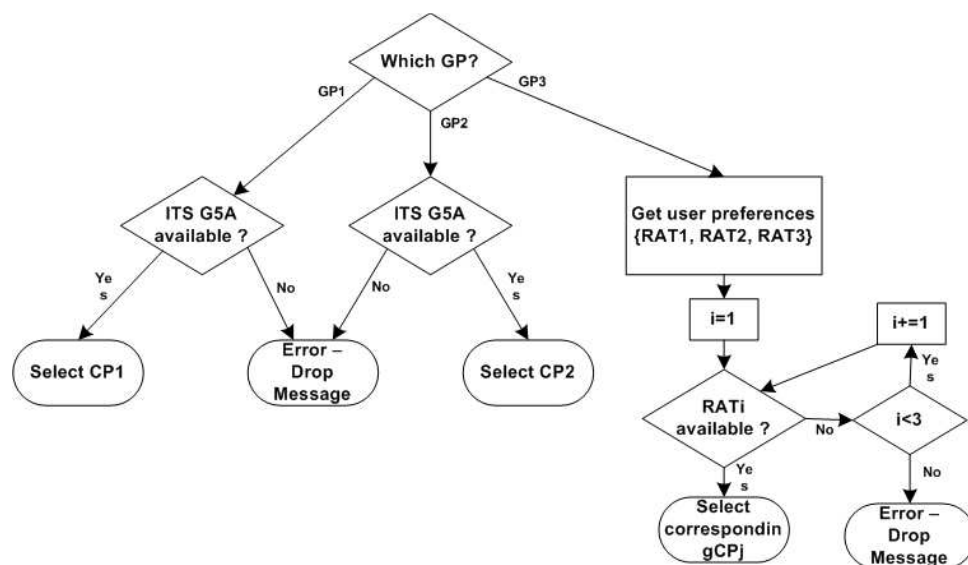 Which GP?
GP1
GP2
GP3
ITS G5A
available ?
ITS G5A
available ?
Get user preferences
{RAT1, RAT2, RAT3}
Ye
s
No
No
Ye
s
i=1
i+=1
Select CP1
Error –
Drop
Message
Select CP2
Ye
s
RATi
available ?
No
i<3
Ye
s
No
Select
correspondin
gCPj
Error –
Drop
Message